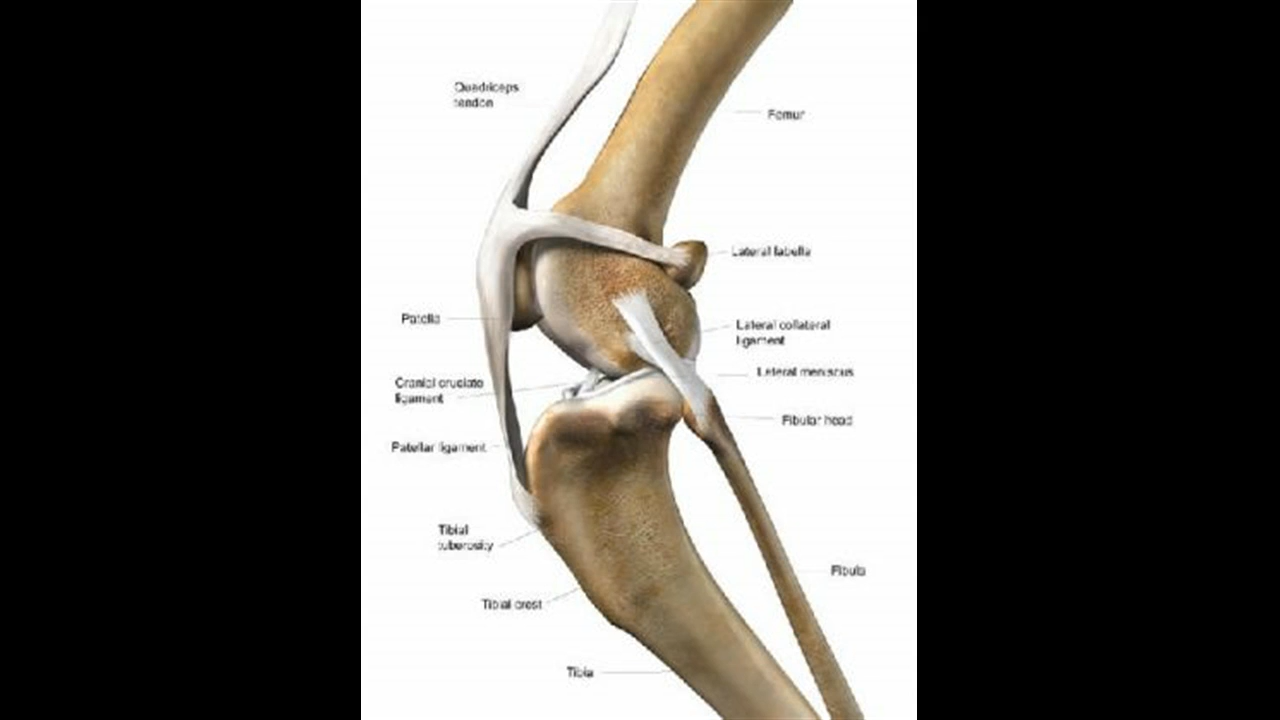 Quadriceps
tendon
Femur
Lateral fabella
Patella
Lateral collateral
ligament
Lateral meniscus
Cranial cruciate
ligament
Fibular head
Patellar ligament
Tibial
tuberosity
Fibula
Tibial crest
Tibia